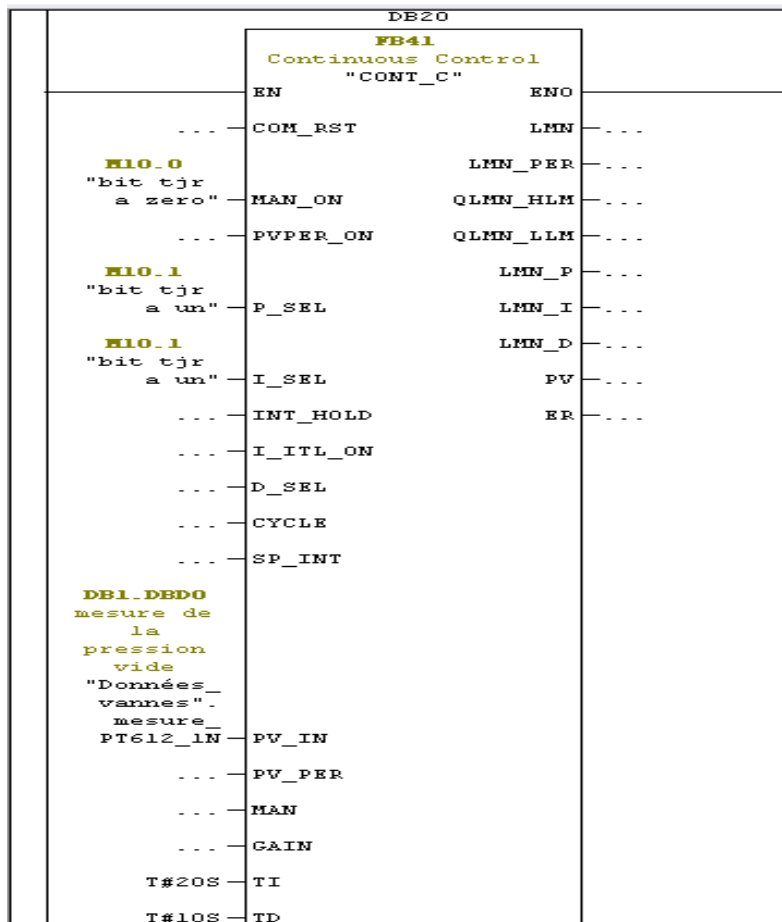 DB20
FB41
Continuous Control
"CONT_C"
EN ENO
... COM_RST LMN ...
M10.0 LMN_PER ...
"bit tjr
a zero" MAN_ON QLMN_HLM ...
... PVPER_ON QLMN_LLM ...
M10.1 LMN_P ...
"bit tjr
a un" P_SEL LMN_I ...
M10.1 LMN_D ...
"bit tjr
a un" I_SEL PV ...
... INT_HOLD ER ...
... I_ITL_ON
... D_SEL
... CYCLE
... SP_INT
DB1.DBD0
mesure de
la
pression
vide
"Données_
vannes".
mesure_
PT612_1N PV_IN
... PV_PER
... MAN
... GAIN
T#20S TI
T#10S TD